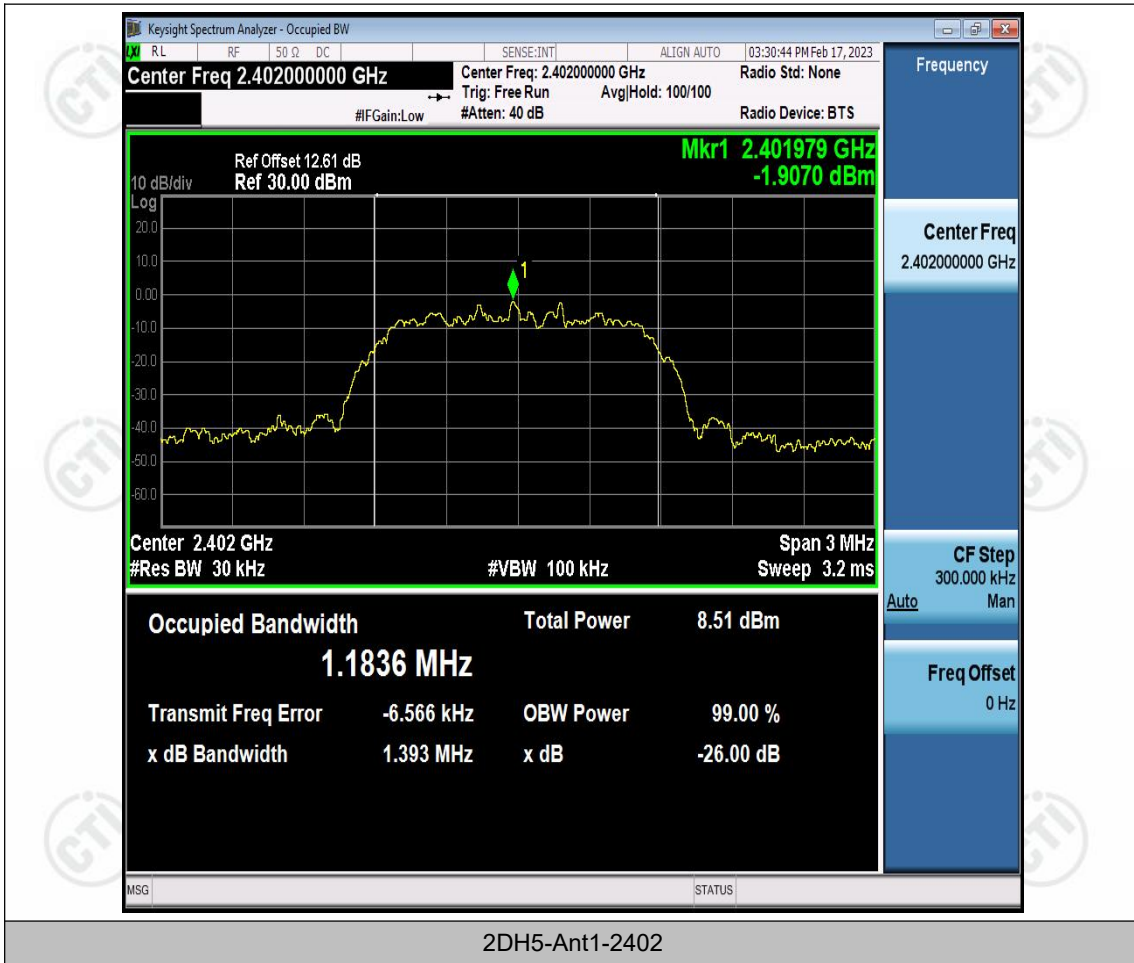 Keysight Spectrum Analyzer - Occupied BW
LXI RL RF 50 Ω DC SENSE:INT ALIGN AUTO 03:30:44 PM Feb 17, 2023
Center Freq 2.402000000 GHz
Center Freq: 2.402000000 GHz Radio Std: None
Trig: Free Run Avg|Hold: 100/100
#IFGain:Low #Atten: 40 dB Radio Device: BTS
Mkr1 2.401979 GHz
-1.9070 dBm
Ref Offset 12.61 dB
10 dB/div Ref 30.00 dBm
Log
20.0
10.0
0.00
-10.0
-20.0
-30.0
-40.0
-50.0
-60.0
1
Center 2.402 GHz Span 3 MHz
#Res BW 30 kHz #VBW 100 kHz Sweep 3.2 ms
Occupied Bandwidth Total Power 8.51 dBm
1.1836 MHz
Transmit Freq Error -6.566 kHz OBW Power 99.00 %
x dB Bandwidth 1.393 MHz x dB -26.00 dB
MSG STATUS
Frequency
Center Freq
2.402000000 GHz
CF Step
300.000 kHz
Auto Man
Freq Offset
0 Hz
CTI
CTI
CTI
CTI
CTI
CTI
2DH5-Ant1-2402